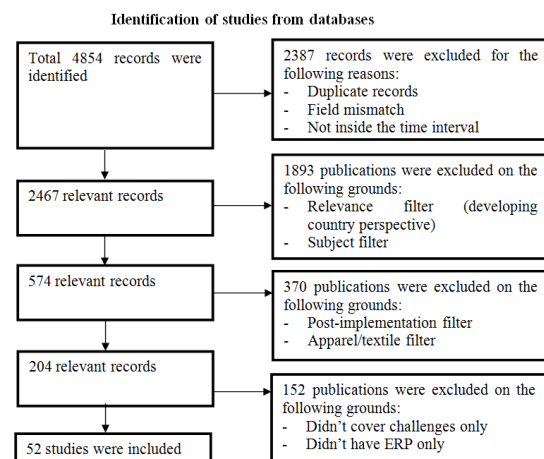 Identification of studies from databases
Total 4854 records were
identified
2387 records were excluded for the
following reasons:
- Duplicate records
- Field mismatch
- Not inside the time interval
2467 relevant records
1893 publications were excluded on the
following grounds:
- Relevance filter (developing
country perspective)
- Subject filter
574 relevant records
370 publications were excluded on the
following grounds:
- Post-implementation filter
- Apparel/textile filter
204 relevant records
152 publications were excluded on the
following grounds:
- Didn't cover challenges only
- Didn't have ERP only
52 studies were included